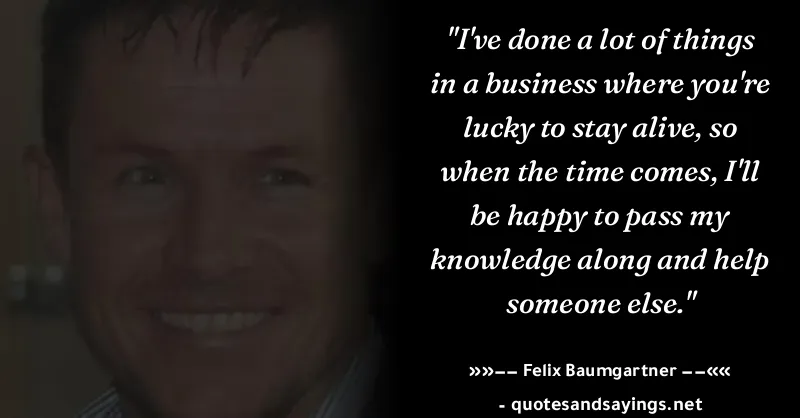 "I've done a lot of things
in a business where you're
lucky to stay alive, so
when the time comes, I'll
be happy to pass my
knowledge along and help
someone else."
»»–– Felix Baumgartner ––««
- quotesandsayings.net